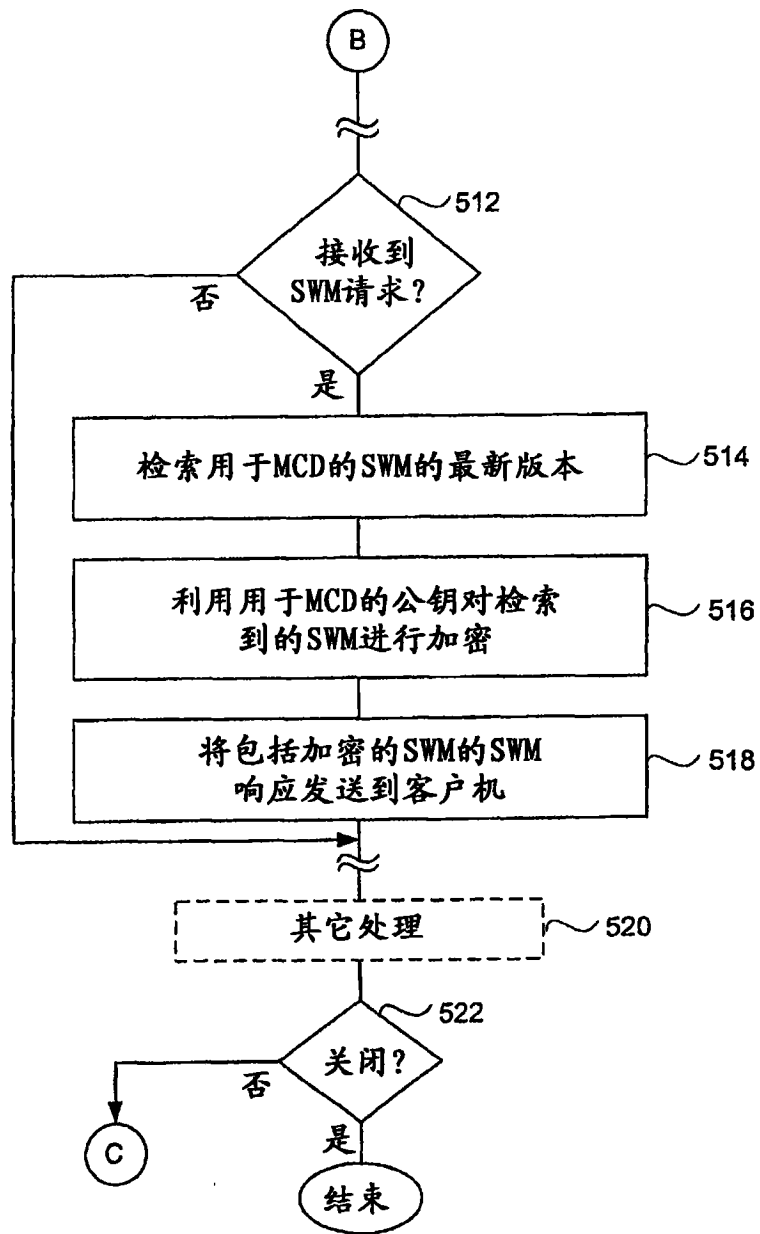 B
512
接收到
SWM请求?
否
是
检索用于MCD的SWM的最新版本
514
利用用于MCD的公钥对检索
到的SWM进行加密
516
将包括加密的SWM的SWM
响应发送到客户机
518
其它处理
520
522
关闭?
否
C
是
结束